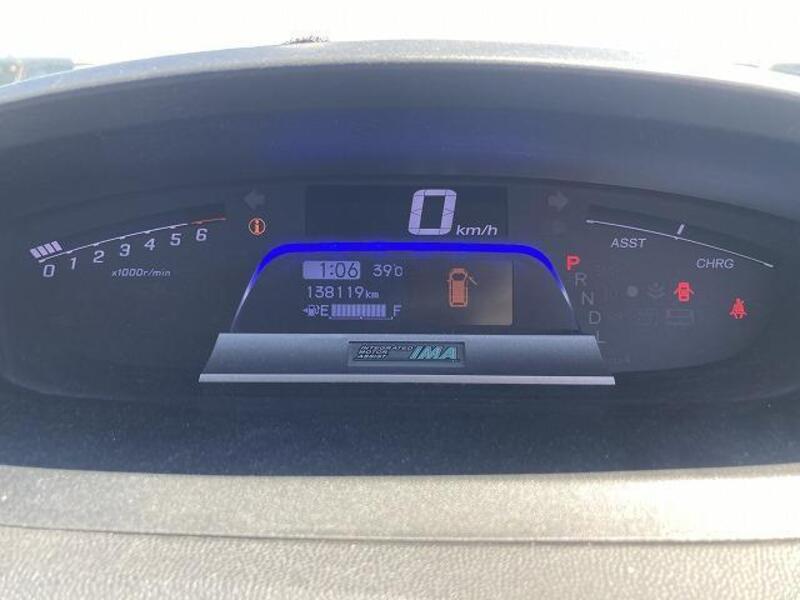 0 km/h
0 1 2 3 4 5 6
x1000r/min
1:06 39°C
138119km
E F
ASST CHRG
P
R
N
D
L
INTEGRATED
MOTOR
ASSIST IMA